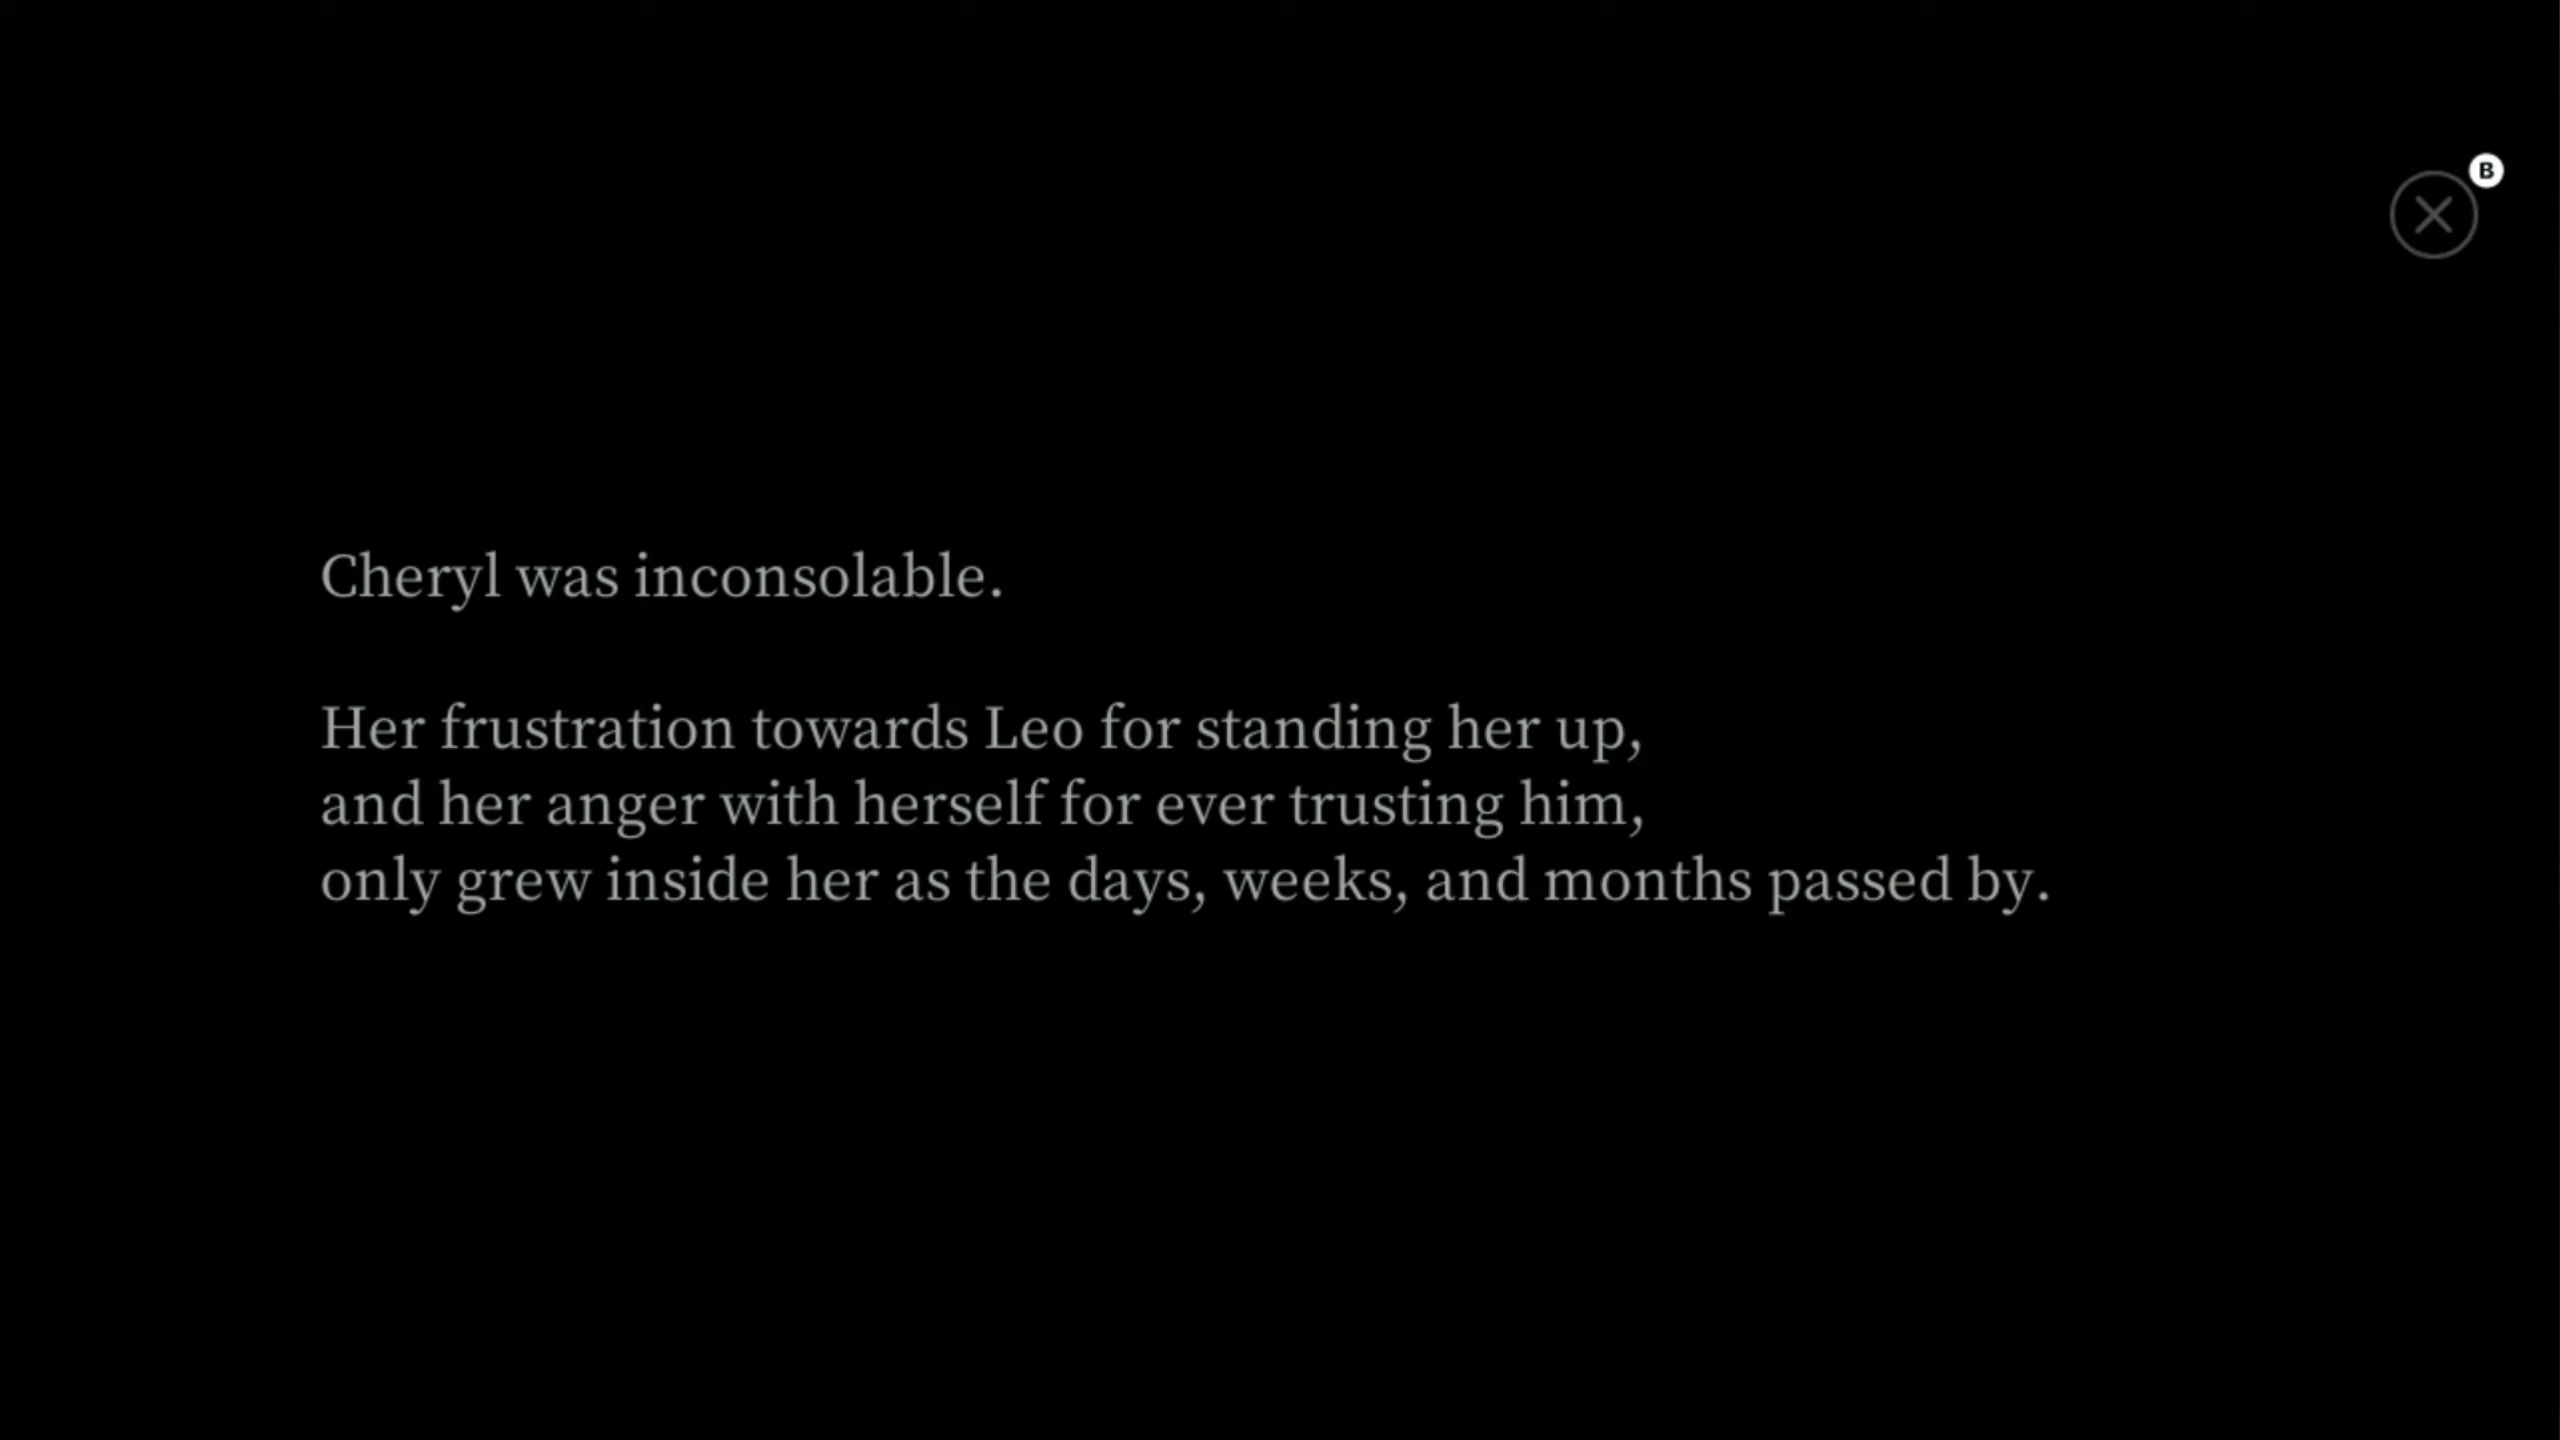 B
Cheryl was inconsolable.
Her frustration towards Leo for standing her up,
and her anger with herself for ever trusting him,
only grew inside her as the days, weeks, and months passed by.